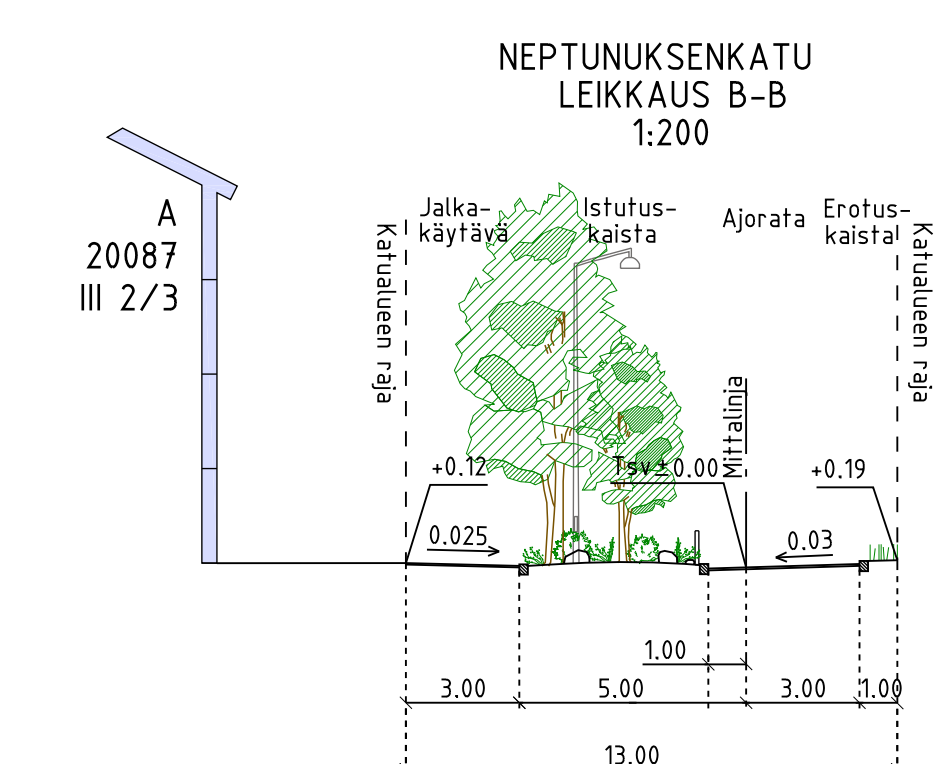 NEPTUNUKSENKATU
LEIKKAUS B-B
1:200
A
20087
III 2/3
Katualueen raja
Jalka-
käytävä
Istutus-
kaista
Ajorata
Erotus-
kaista
Katualueen raja
Mittalinja
+0.12
Tsv±0.00
+0.19
0.025
0.03
1.00
3.00
5.00
3.00
1.00
13.00